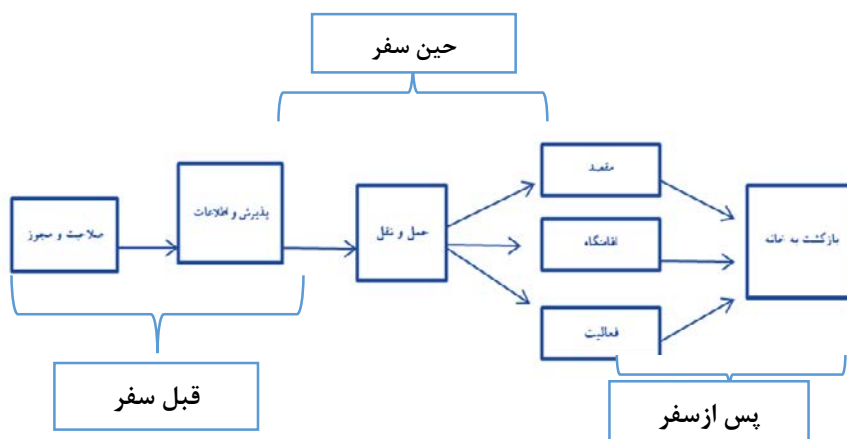 حین سفر
مقصد
پذیرش و اطلاعات
صلاحیت و مجوز
حمل و نقل
اقامتگاه
بازگشت به خانه
فعالیت
قبل سفر
پس ازسفر